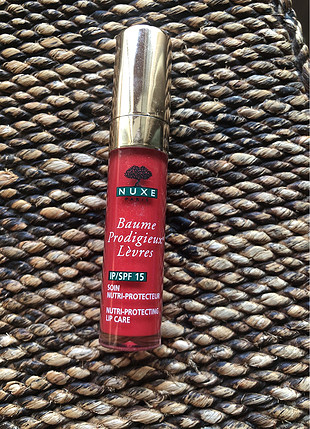 NUXE
PARIS
Baume
Prodigieux
Lèvres
IP/SPF 15
SOIN
NUTRI-PROTECTEUR
NUTRI-PROTECTING
LIP CARE